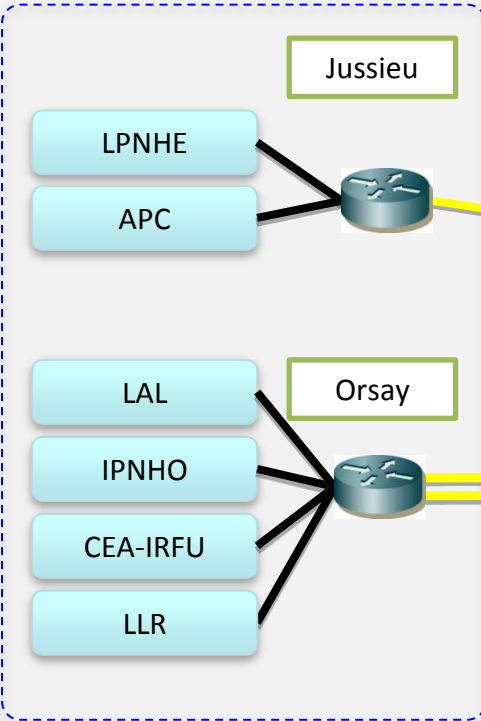 Jussieu
LPNHE
APC
LAL
Orsay
IPNHO
CEA-IRFU
LLR